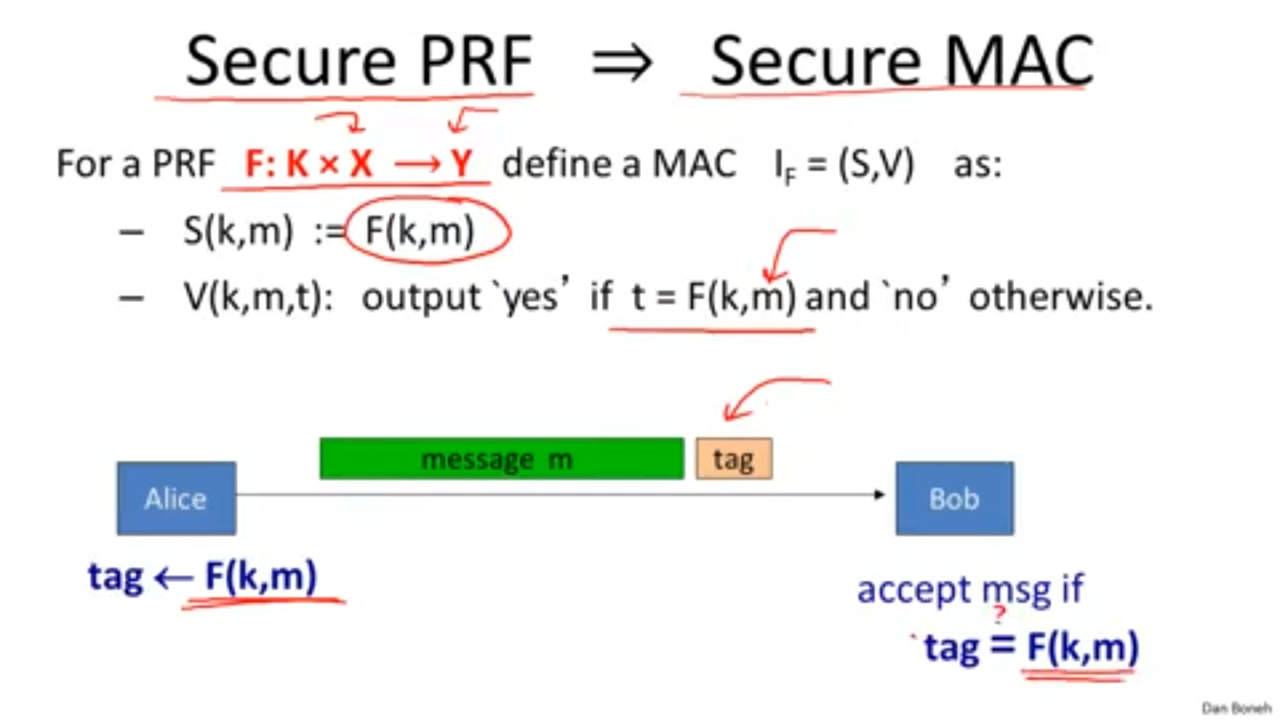 Secure PRF ⇒ Secure MAC
For a PRF F: K × X ⟶ Y define a MAC I_F = (S,V) as:
– S(k,m) := F(k,m)
– V(k,m,t): output `yes’ if t = F(k,m) and `no’ otherwise.
message m tag
Alice Bob
tag ← F(k,m)
accept msg if
?
tag = F(k,m)
Dan Boneh